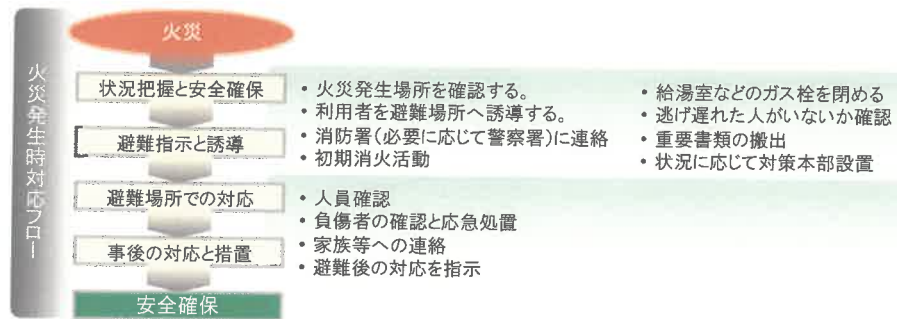 火災発生時対応フロー
火災
状況把握と安全確保
避難指示と誘導
・火災発生場所を確認する。
・利用者を避難場所へ誘導する。
・消防署(必要に応じて警察署)に連絡
・初期消火活動
・給湯室などのガス栓を閉める
・逃げ遅れた人がいないか確認
・重要書類の搬出
・状況に応じて対策本部設置
避難場所での対応
事後の対応と措置
・人員確認
・負傷者の確認と応急処置
・家族等への連絡
・避難後の対応を指示
安全確保